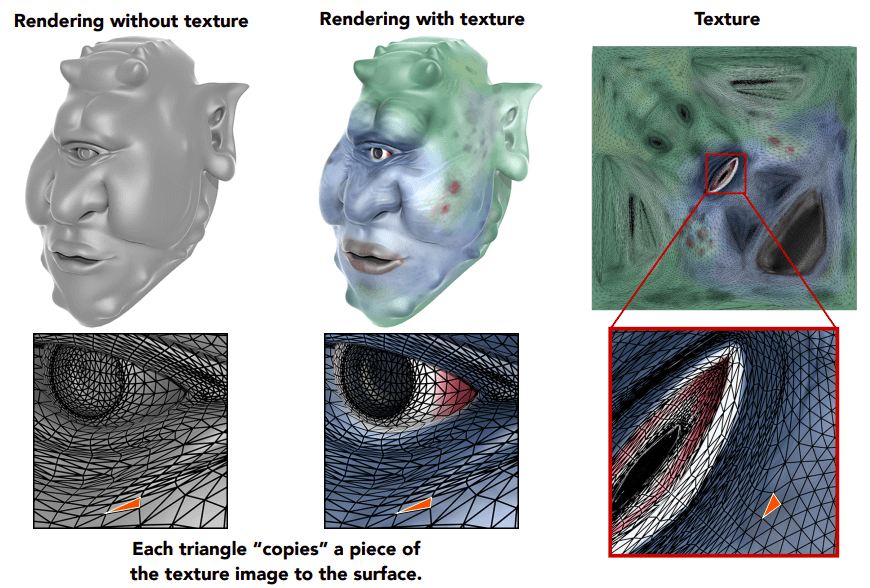 Rendering without texture
Rendering with texture
Texture
Each triangle “copies” a piece of
the texture image to the surface.